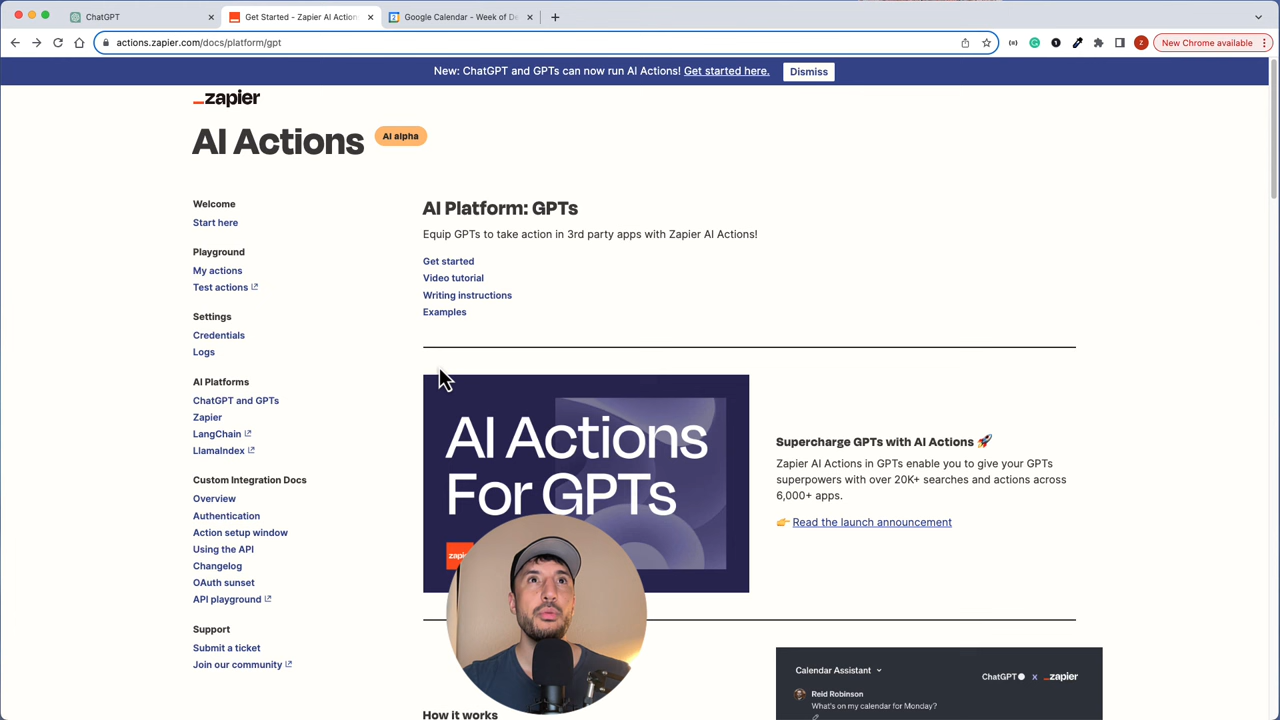 ChatGPT
Get Started - Zapier AI Action
Google Calendar - Week of De
actions.zapier.com/docs/platform/gpt
New Chrome available
New: ChatGPT and GPTs can now run AI Actions! Get started here.
Dismiss
zapier
AI Actions
AI alpha
Welcome
Start here
Playground
My actions
Test actions
Settings
Credentials
Logs
AI Platforms
ChatGPT and GPTs
Zapier
LangChain
LlamaIndex
Custom Integration Docs
Overview
Authentication
Action setup window
Using the API
Changelog
OAuth sunset
API playground
Support
Submit a ticket
Join our community
AI Platform: GPTs
Equip GPTs to take action in 3rd party apps with Zapier AI Actions!
Get started
Video tutorial
Writing instructions
Examples
AI Actions
For GPTs
zapi
Supercharge GPTs with AI Actions 🚀
Zapier AI Actions in GPTs enable you to give your GPTs
superpowers with over 20K+ searches and actions across
6,000+ apps.
👉 Read the launch announcement
How it works
Calendar Assistant
ChatGPT x zapier
Reid Robinson
What's on my calendar for Monday?